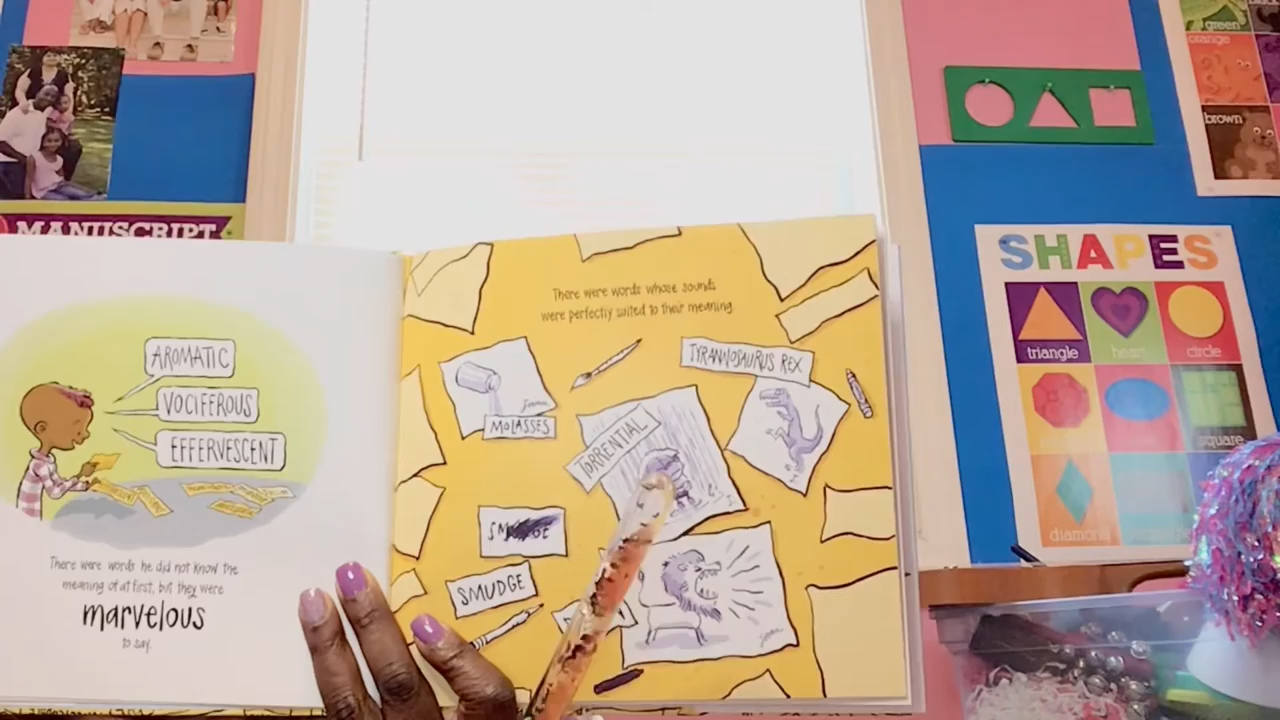 MANUSCRIPT
AROMATIC
VOCIFEROUS
EFFERVESCENT
There were words he did not know the
meaning of at first, but they were
marvelous
to say.
There were words whose sounds
were perfectly suited to their meaning.
TYRANNOSAURUS REX
MOLASSES
TORRENTIAL
SMUDGE
green
orange
brown
SHAPES
triangle
heart
circle
square
diamond